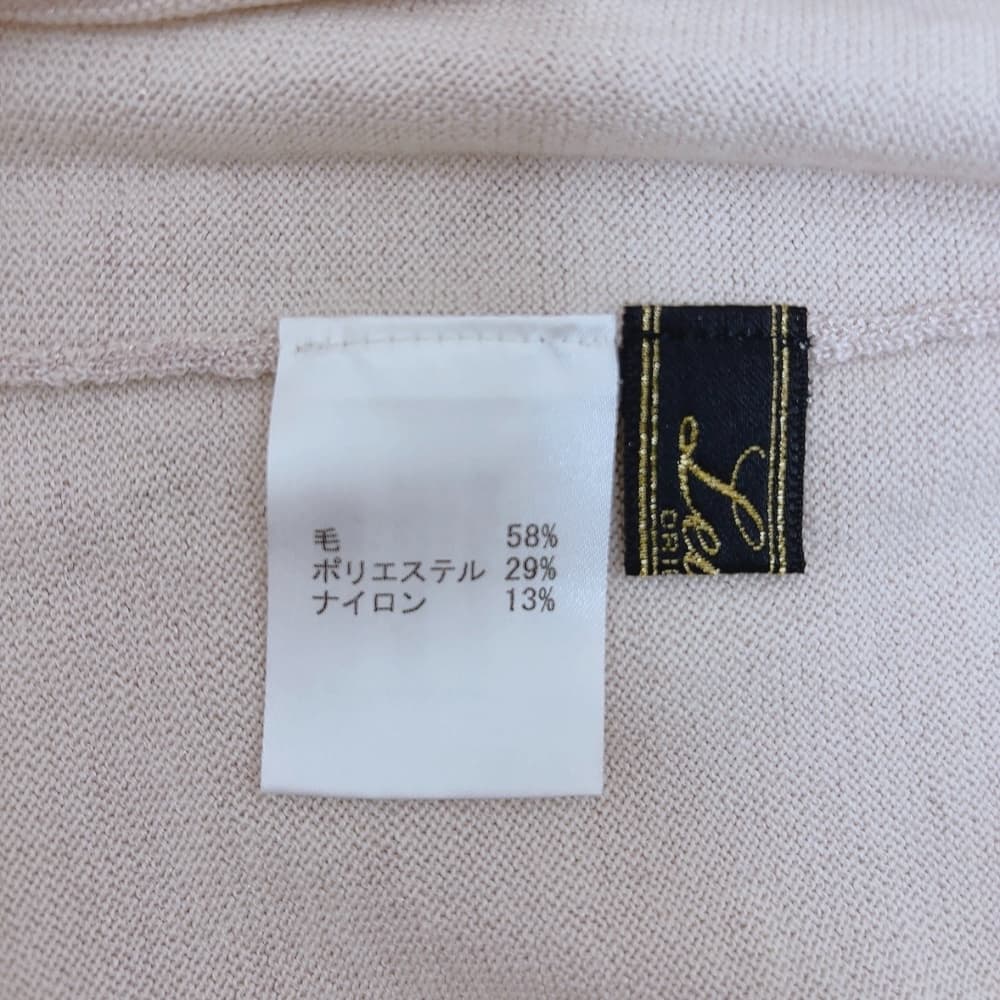 毛 58%
ポリエステル 29%
ナイロン 13%